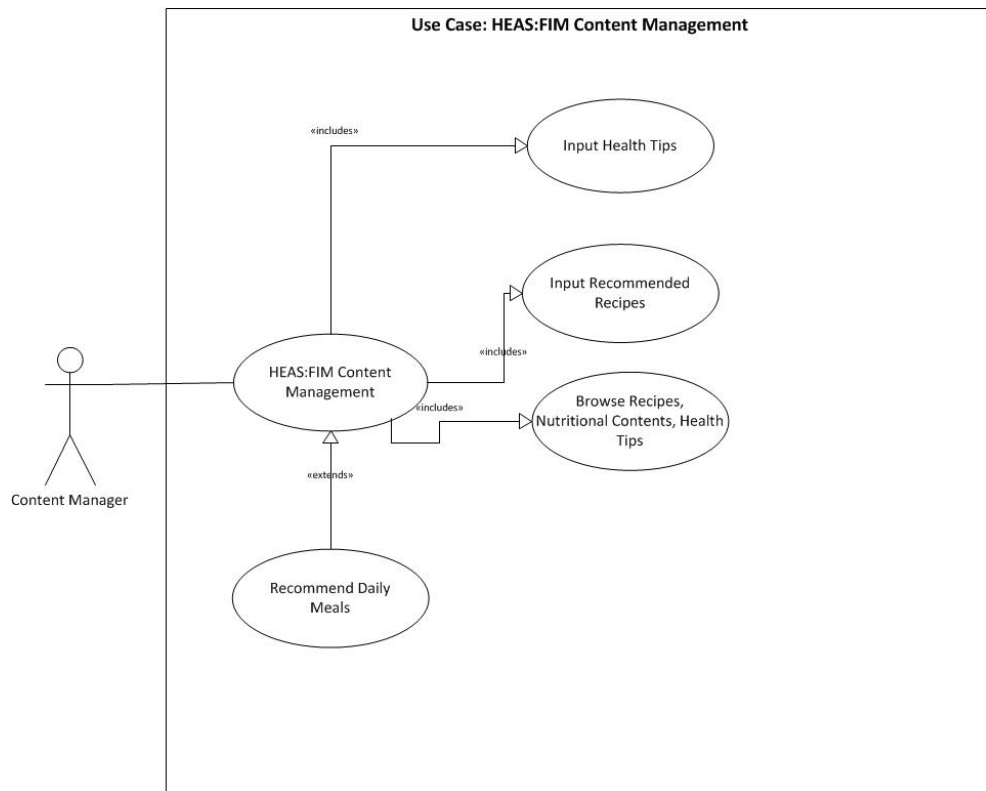 Use Case: HEAS:FIM Content Management
«includes»
Input Health Tips
Input Recommended
Recipes
«includes»
HEAS:FIM Content
Management
«includes»
Browse Recipes,
Nutritional Contents, Health
Tips
«extends»
Content Manager
Recommend Daily
Meals